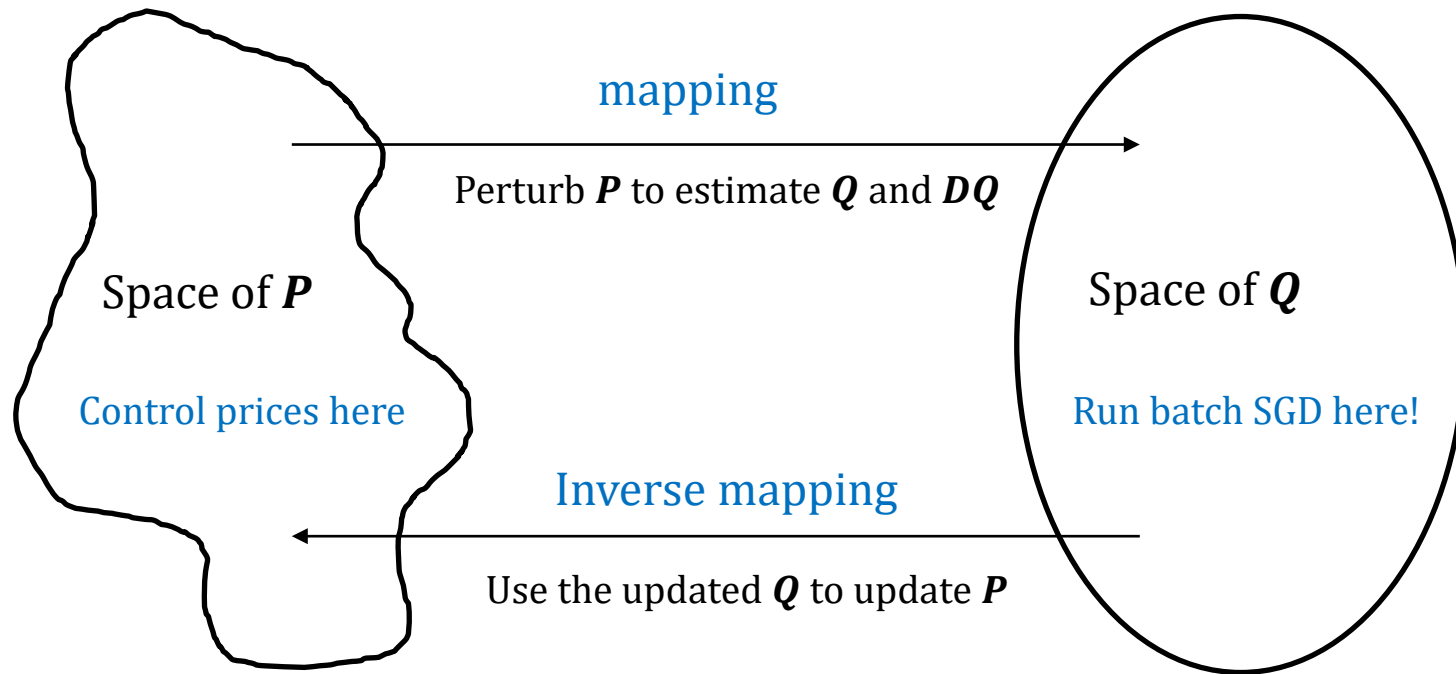 mapping
Perturb P to estimate Q and DQ
Space of P
Space of Q
Control prices here
Run batch SGD here!
Inverse mapping
Use the updated Q to update P